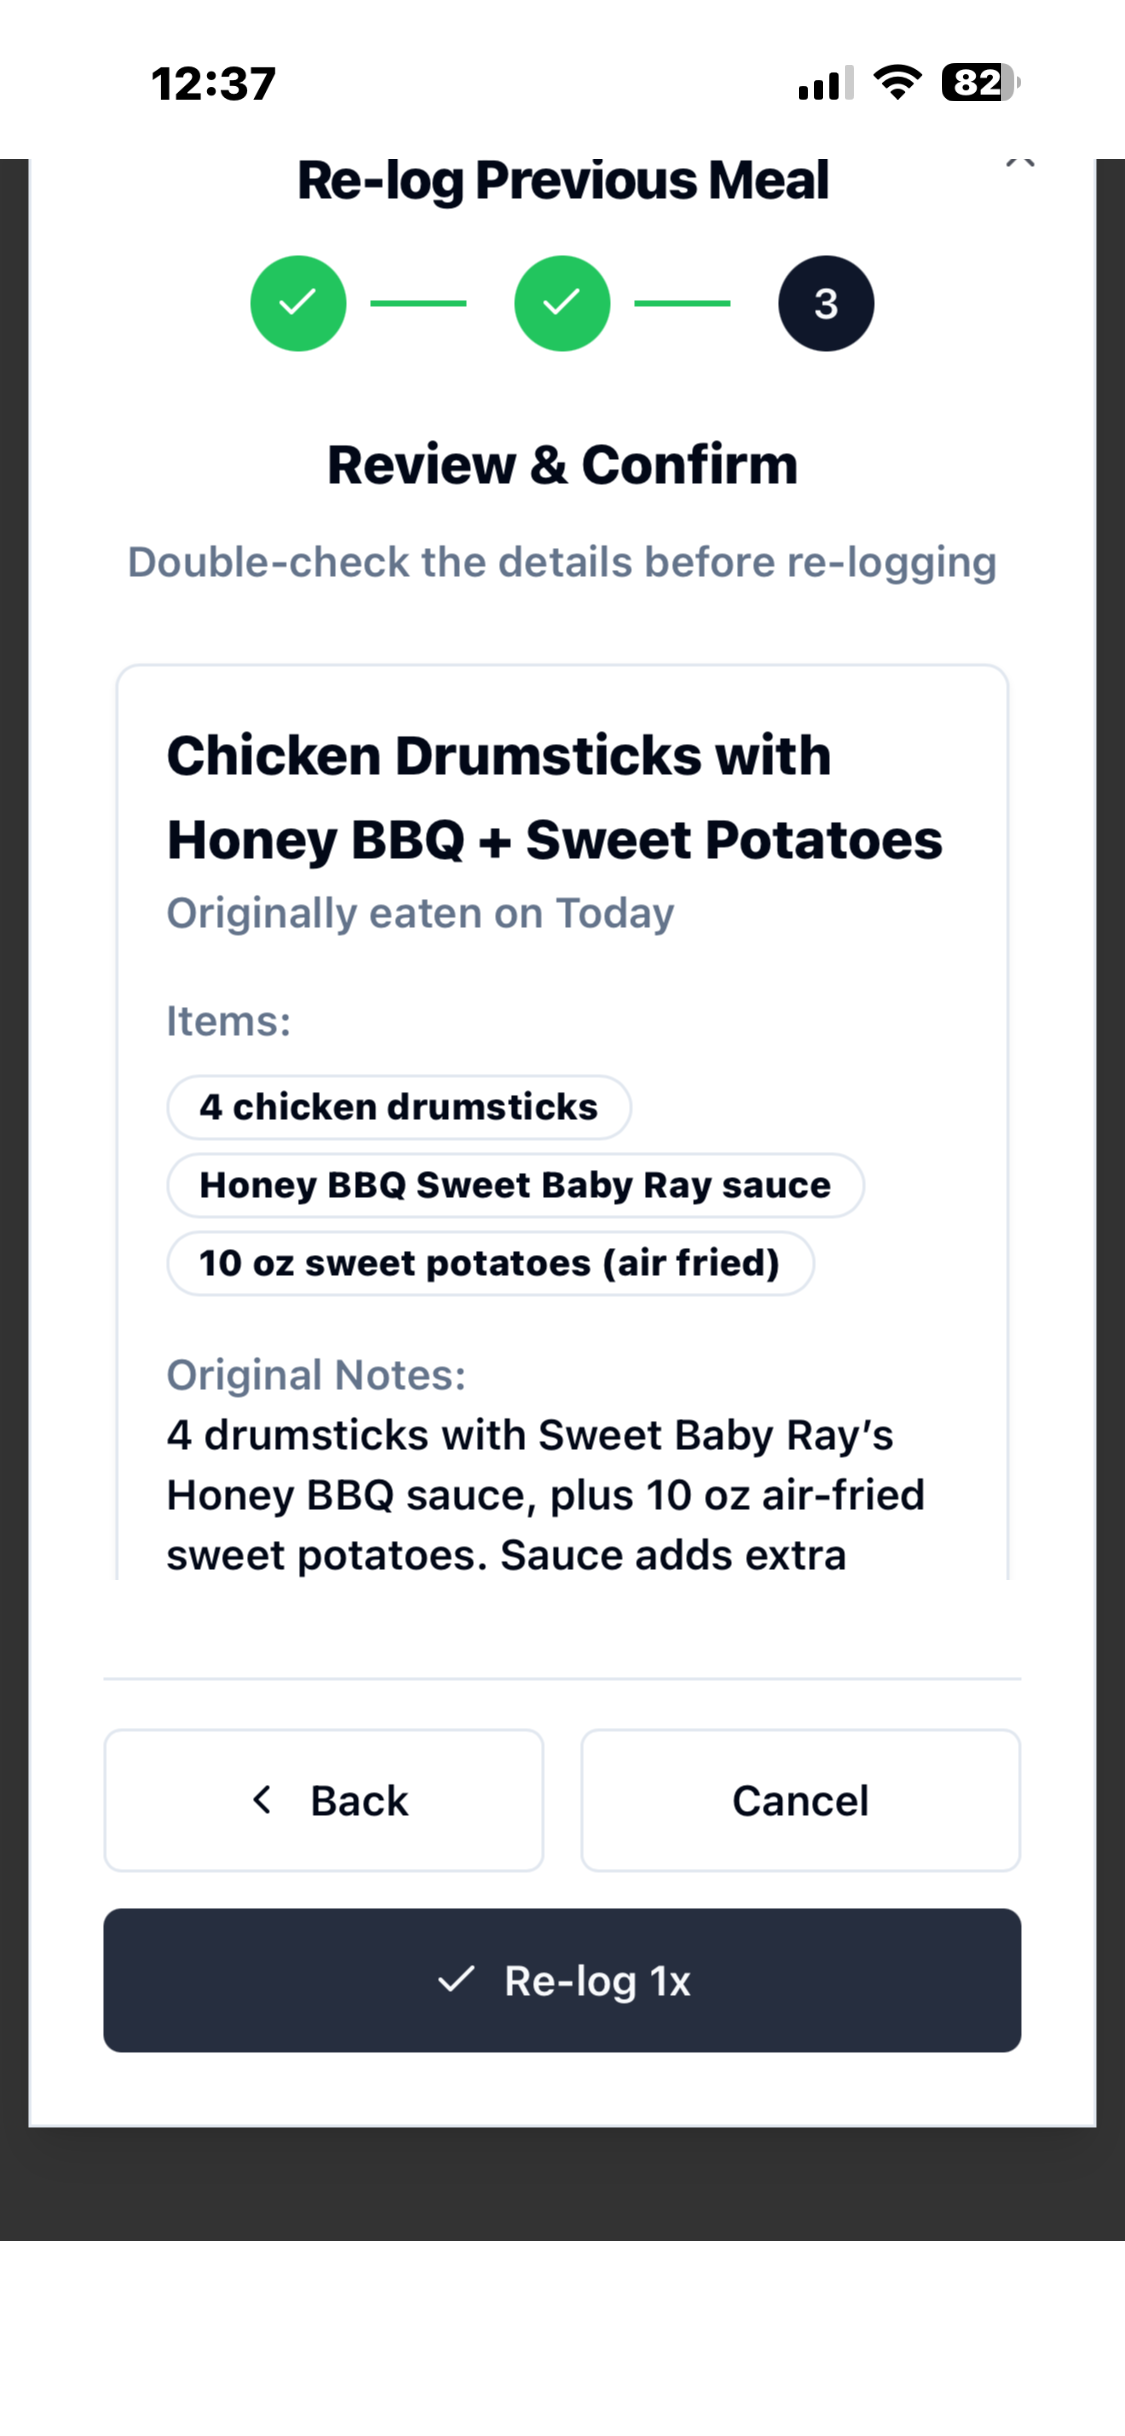 12:37
82
Re-log Previous Meal
3
Review & Confirm
Double-check the details before re-logging
Chicken Drumsticks with
Honey BBQ + Sweet Potatoes
Originally eaten on Today
Items:
4 chicken drumsticks
Honey BBQ Sweet Baby Ray sauce
10 oz sweet potatoes (air fried)
Original Notes:
4 drumsticks with Sweet Baby Ray’s
Honey BBQ sauce, plus 10 oz air-fried
sweet potatoes. Sauce adds extra
Back
Cancel
Re-log 1x